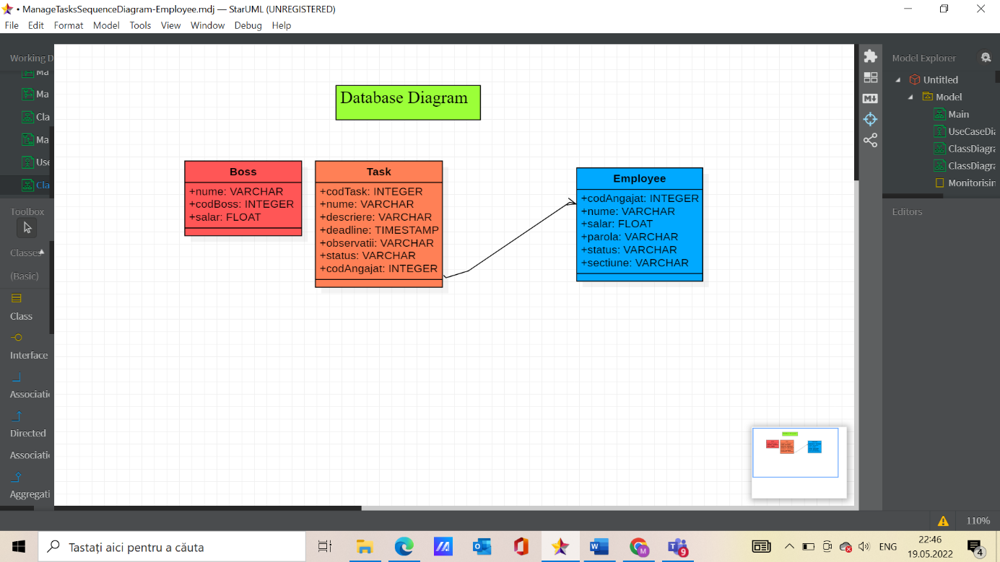 • ManageTasksSequenceDiagram-Employee.mdj — StarUML (UNREGISTERED)
File Edit Format Model Tools View Window Debug Help
Working D
Ma
Ma
Cla
Ma
Use
Cla
Toolbox
Classes
(Basic)
Class
Interface
Associati
Directed
Associati
Aggregati
Database Diagram
Boss
+nume: VARCHAR
+codBoss: INTEGER
+salar: FLOAT
Task
+codTask: INTEGER
+nume: VARCHAR
+descriere: VARCHAR
+deadline: TIMESTAMP
+observatii: VARCHAR
+status: VARCHAR
+codAngajat: INTEGER
Employee
+codAngajat: INTEGER
+nume: VARCHAR
+salar: FLOAT
+parola: VARCHAR
+status: VARCHAR
+sectiune: VARCHAR
Model Explorer
Untitled
Model
Main
UseCaseDia
ClassDiagra
ClassDiagra
Monitorisin
Editors
110%
Tastați aici pentru a căuta
9
ENG
22:46
19.05.2022
4